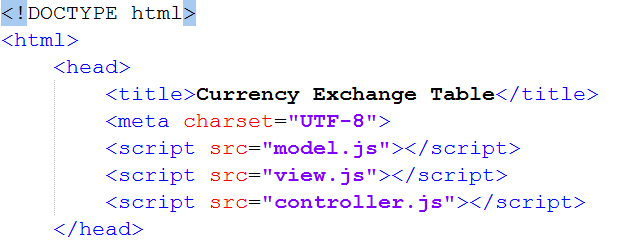 <!DOCTYPE html>
<html>
<head>
<title>Currency Exchange Table</title>
<meta charset="UTF-8">
<script src="model.js"></script>
<script src="view.js"></script>
<script src="controller.js"></script>
</head>